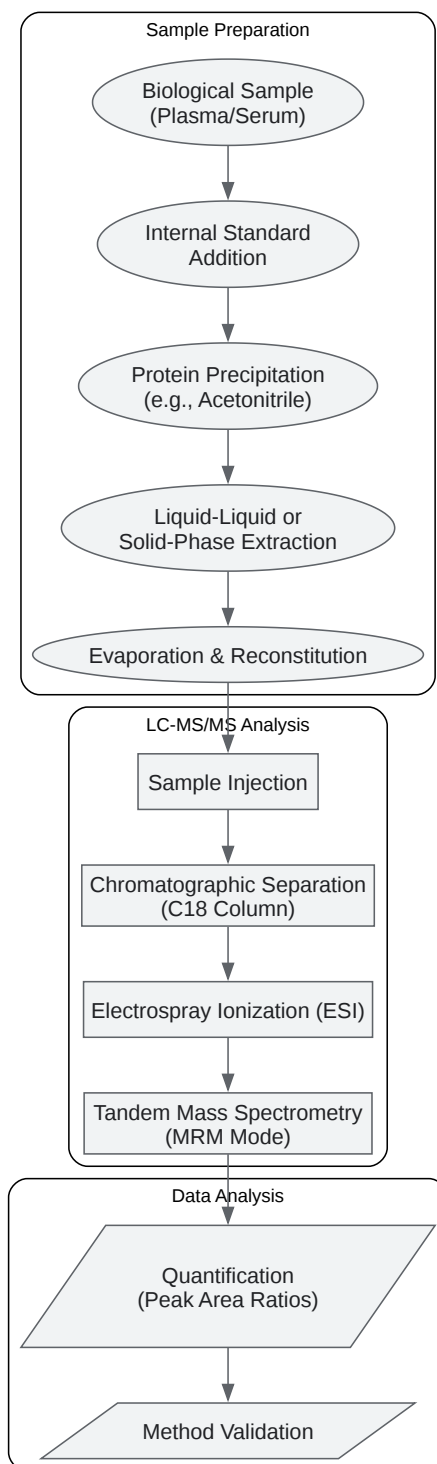 Sample Preparation
Biological Sample
(Plasma/Serum)
Internal Standard
Addition
Protein Precipitation
(e.g., Acetonitrile)
Liquid-Liquid or
Solid-Phase Extraction
Evaporation & Reconstitution
LC-MS/MS Analysis
Sample Injection
Chromatographic Separation
(C18 Column)
Electrospray Ionization (ESI)
Tandem Mass Spectrometry
(MRM Mode)
Data Analysis
Quantification
(Peak Area Ratios)
Method Validation